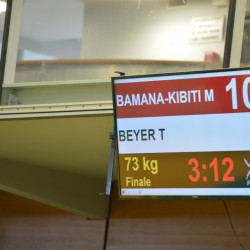 BAMANA-KIBITI M 10
BEYER T
73 kg 3:12
Finale